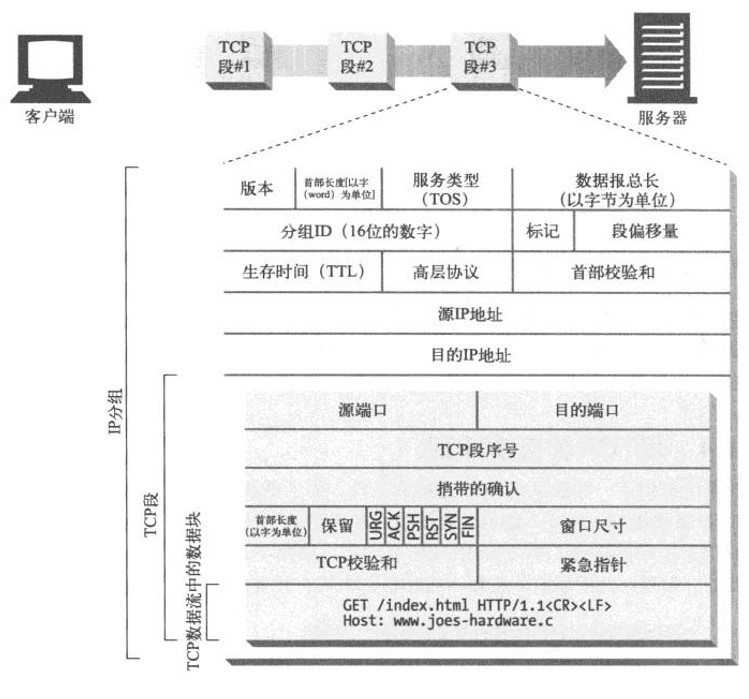 TCP
段#1
TCP
段#2
TCP
段#3
客户端
服务器
版本
首部长度[以字
(word) 为单位]
服务类型
(TOS)
数据报总长
(以字节为单位)
分组ID（16位的数字）
标记
段偏移量
生存时间（TTL）
高层协议
首部校验和
源IP地址
目的IP地址
IP分组
TCP段
TCP数据流中的数据块
源端口
目的端口
TCP段序号
捎带的确认
首部长度
(以字为单位)
保留
URG
ACK
PSH
RST
SYN
FIN
窗口尺寸
TCP校验和
紧急指针
GET /index.html HTTP/1.1<CR><LF>
Host: www.joes-hardware.c